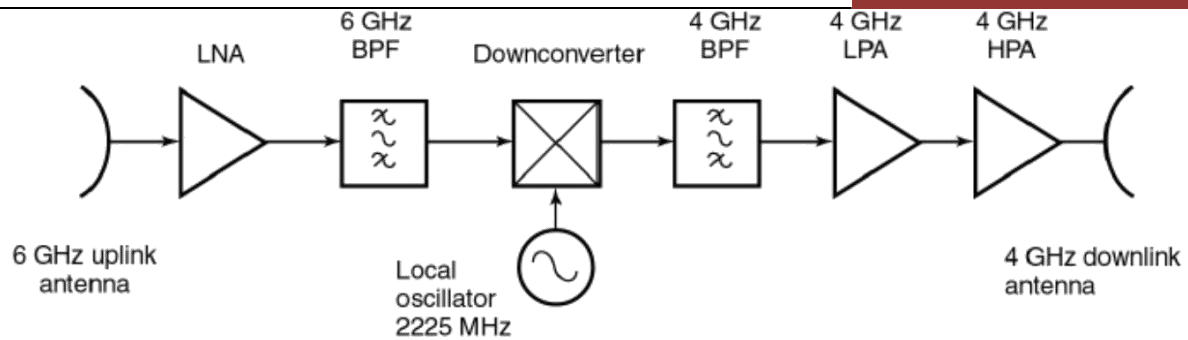 LNA
6 GHz
BPF
Downconverter
4 GHz
BPF
4 GHz
LPA
4 GHz
HPA
6 GHz uplink
antenna
Local
oscillator
2225 MHz
4 GHz downlink
antenna